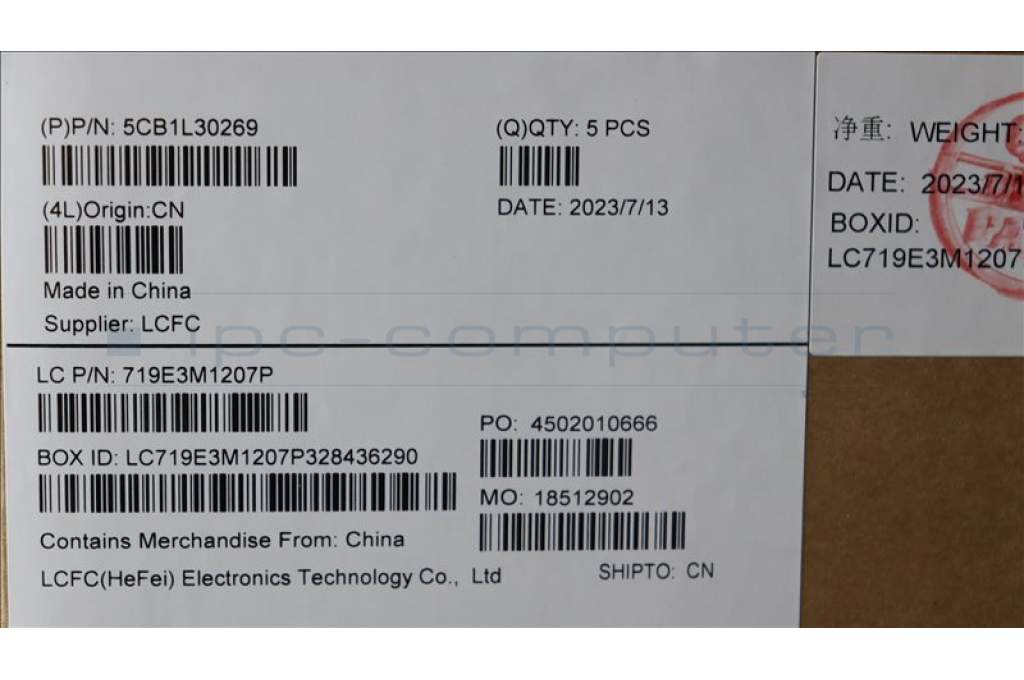 (P)P/N: 5CB1L30269
(Q)QTY: 5 PCS
(4L)Origin:CN
DATE: 2023/7/13
Made in China
Supplier: LCFC
LC P/N: 719E3M1207P
PO: 4502010666
BOX ID: LC719E3M1207P328436290
MO: 18512902
Contains Merchandise From: China
LCFC(HeFei) Electronics Technology Co., Ltd
SHIPTO: CN
净重: WEIGHT:
DATE: 2023/7/1
BOXID:
LC719E3M1207
ipc-computer